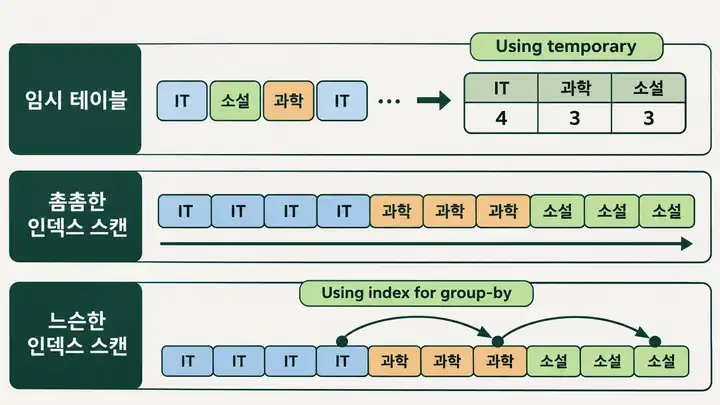 Using temporary
임시 테이블
IT 소설 과학 IT ···
IT 과학 소설
4 3 3
촘촘한
인덱스 스캔
IT IT IT IT 과학 과학 과학 소설 소설 소설
Using index for group-by
느슨한
인덱스 스캔
IT IT IT IT 과학 과학 과학 소설 소설 소설